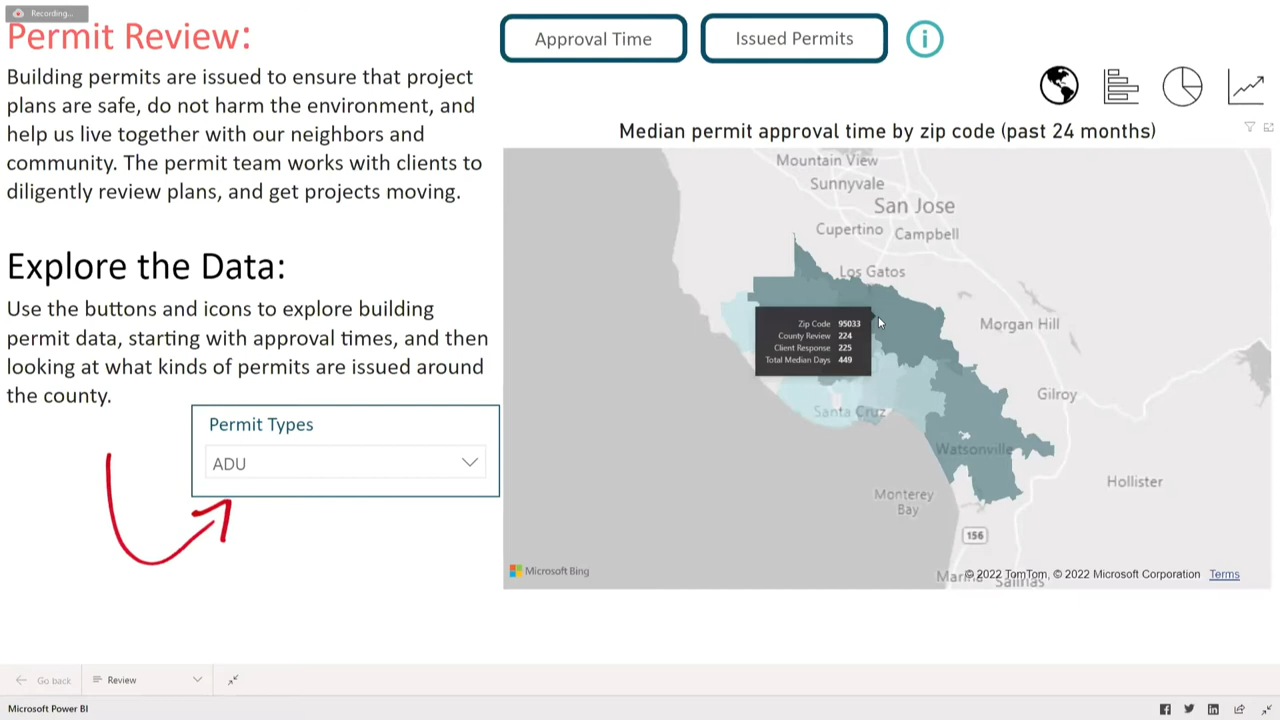 Recording...
Permit Review:
Building permits are issued to ensure that project
plans are safe, do not harm the environment, and
help us live together with our neighbors and
community. The permit team works with clients to
diligently review plans, and get projects moving.
Explore the Data:
Use the buttons and icons to explore building
permit data, starting with approval times, and then
looking at what kinds of permits are issued around
the county.
Permit Types
ADU
Approval Time
Issued Permits
i
Median permit approval time by zip code (past 24 months)
Mountain View
Sunnyvale
San Jose
Cupertino
Campbell
Los Gatos
Zip Code 95033
County Review 224
Client Response 225
Total Median Days 449
Morgan Hill
Gilroy
Santa Cruz
Watsonville
Hollister
Monterey
Bay
156
Microsoft Bing
Salinas
© 2022 TomTom, © 2022 Microsoft Corporation Terms
Go back
Review
Microsoft Power BI